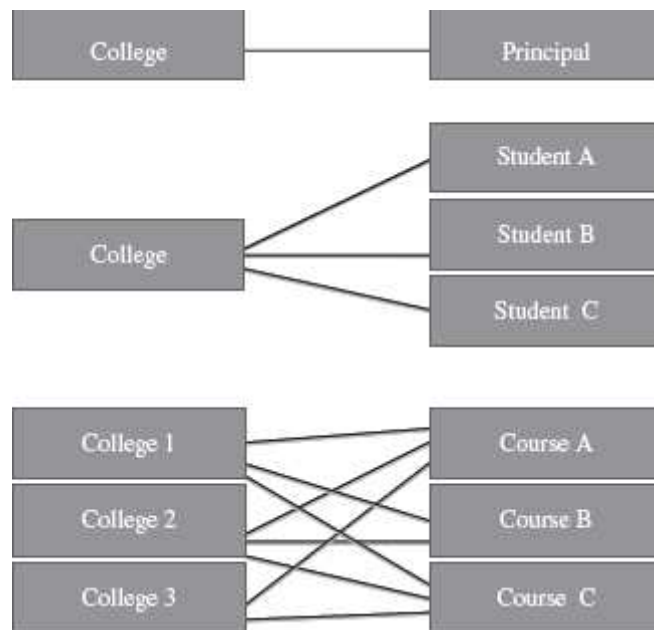 College
Principal
Student A
College
Student B
Student C
College 1
Course A
College 2
Course B
College 3
Course C